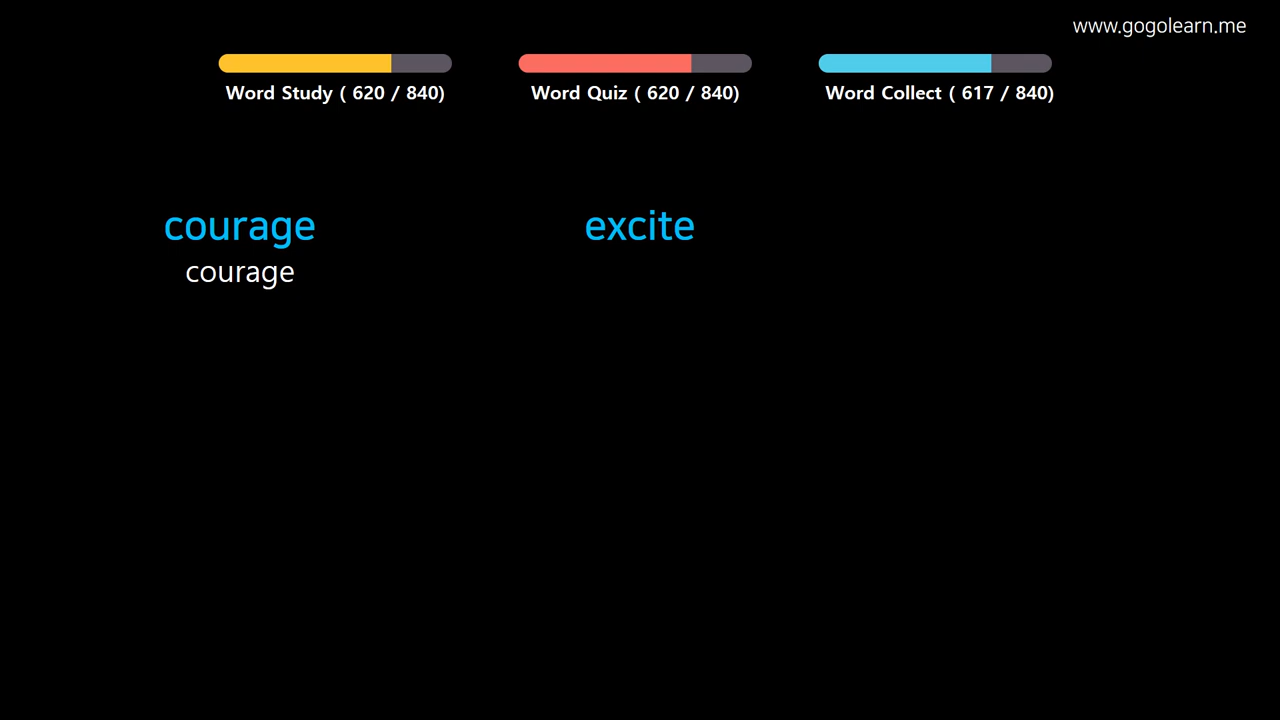 www.gogolearn.me
Word Study ( 620 / 840)
Word Quiz ( 620 / 840)
Word Collect ( 617 / 840)
courage
excite
courage